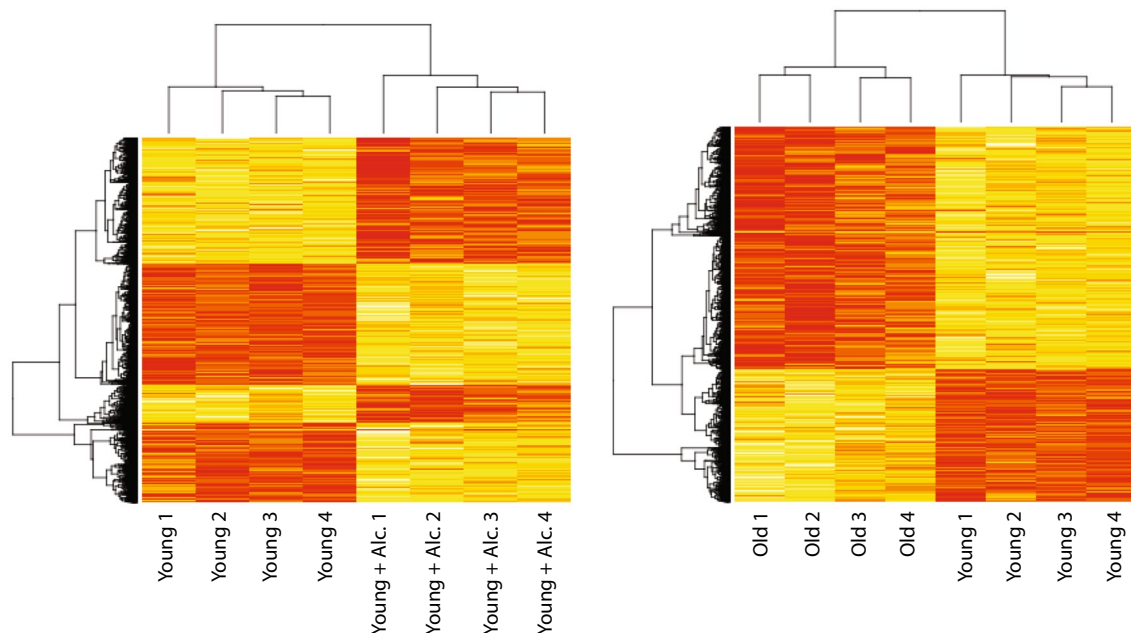 Young 1
Young 2
Young 3
Young 4
Young + Alc. 1
Young + Alc. 2
Young + Alc. 3
Young + Alc. 4
Old 1
Old 2
Old 3
Old 4
Young 1
Young 2
Young 3
Young 4